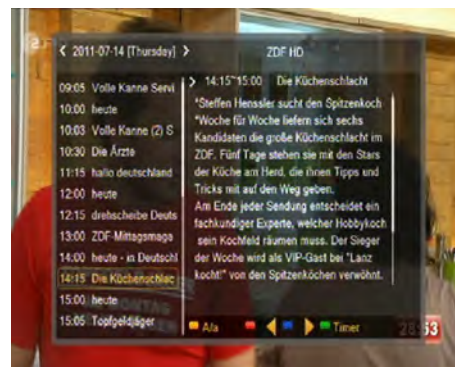 < 2011-07-14 [Thursday] >
ZDF HD
09:05 Volle Kanne Servi
10:00 heute
10:03 Volle Kanne (2) S
10:30 Die Ärzte
11:15 hallo deutschland
12:00 heute
12:15 drehscheibe Deuts
13:00 ZDF-Mittagsmaga
14:00 heute - in Deutschl
14:15 Die Küchenschlac
15:00 heute
15:05 Topfgeldjäger
> 14:15~15:00 Die Küchenschlacht
"Steffen Henssler sucht den Spitzenkoch
"Woche für Woche liefern sich sechs
Kandidaten die große Küchenschlacht im
ZDF. Fünf Tage stehen sie mit den Stars
der Küche am Herd, die ihnen Tipps und
Tricks mit auf den Weg geben.
Am Ende jeder Sendung entscheidet ein
fachkundiger Experte, welcher Hobbykoch
sein Kochfeld räumen muss. Der Sieger
der Woche wird als VIP-Gast bei "Lanz
kocht!" von den Spitzenköchen verwöhnt.
A/a
Timer
53